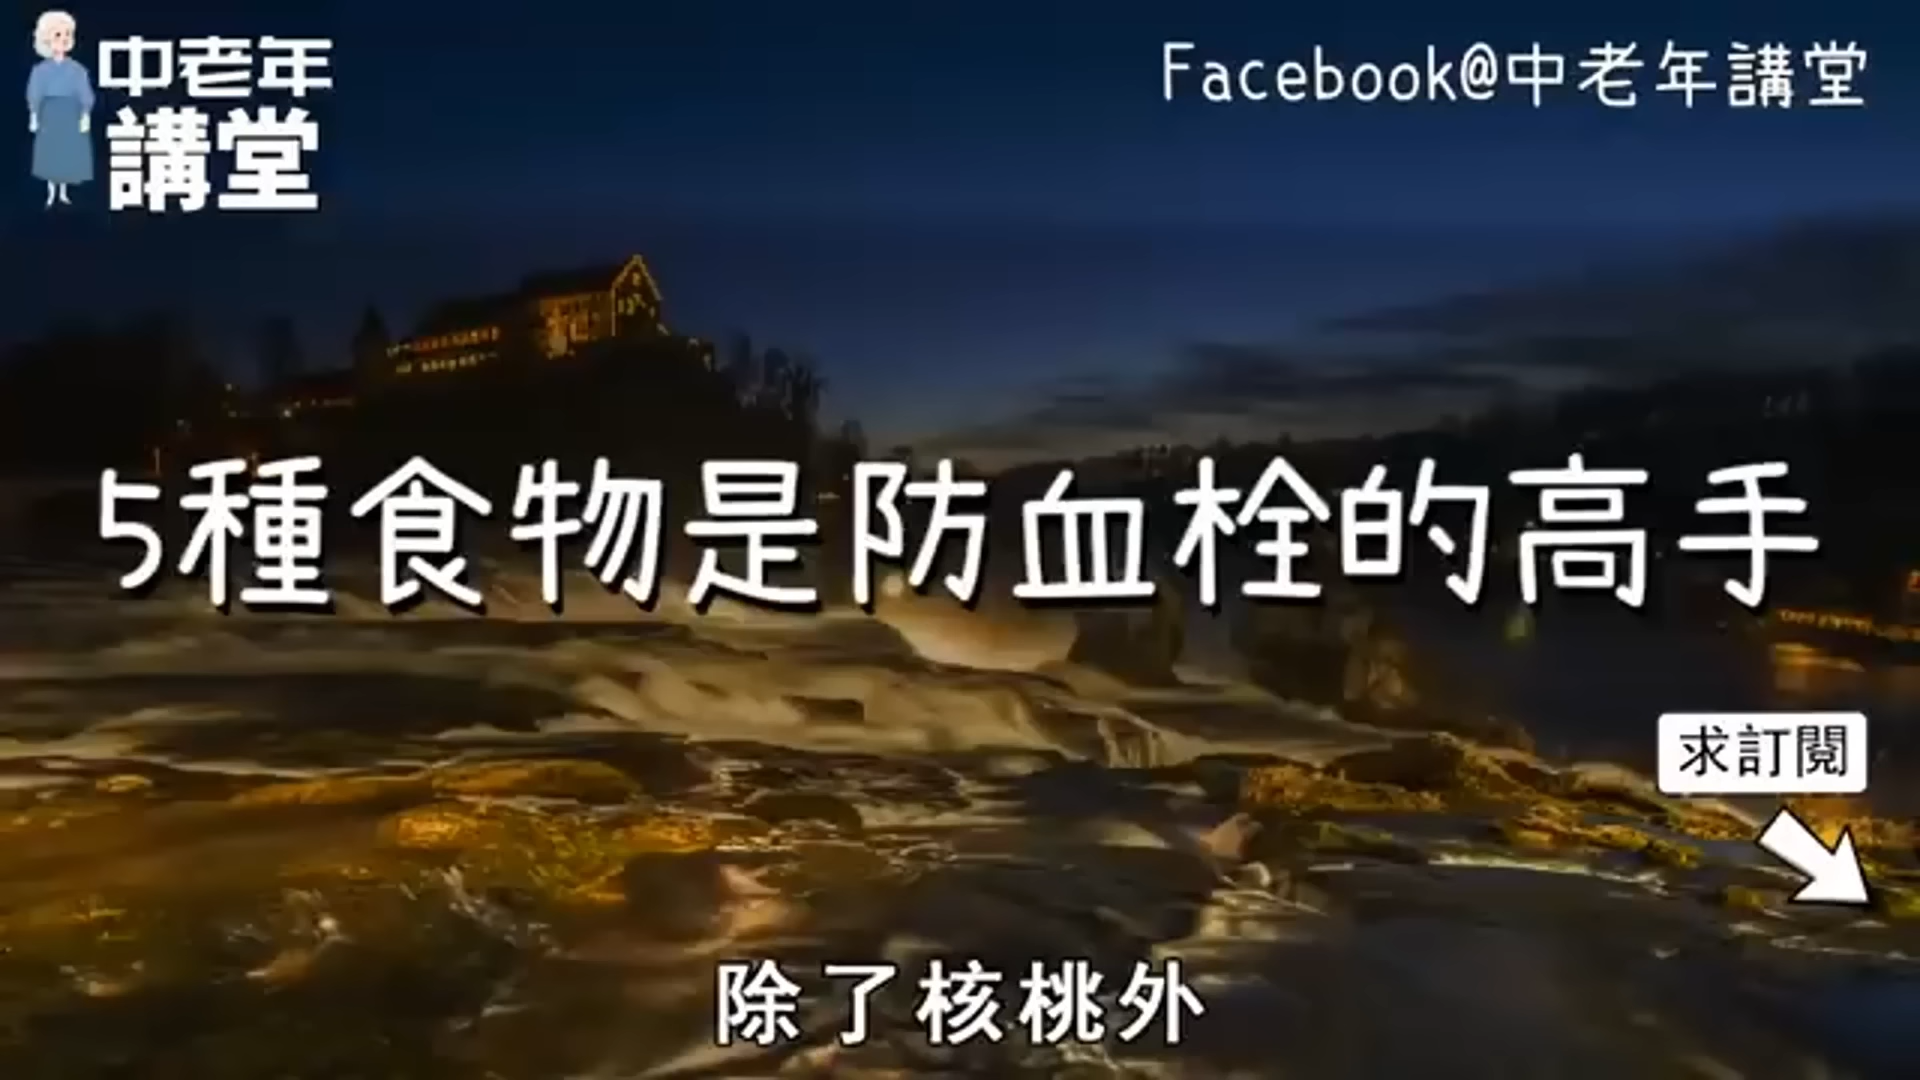 中老年
講堂
Facebook@中老年講堂
5種食物是防血栓的高手
求訂閱
除了核桃外